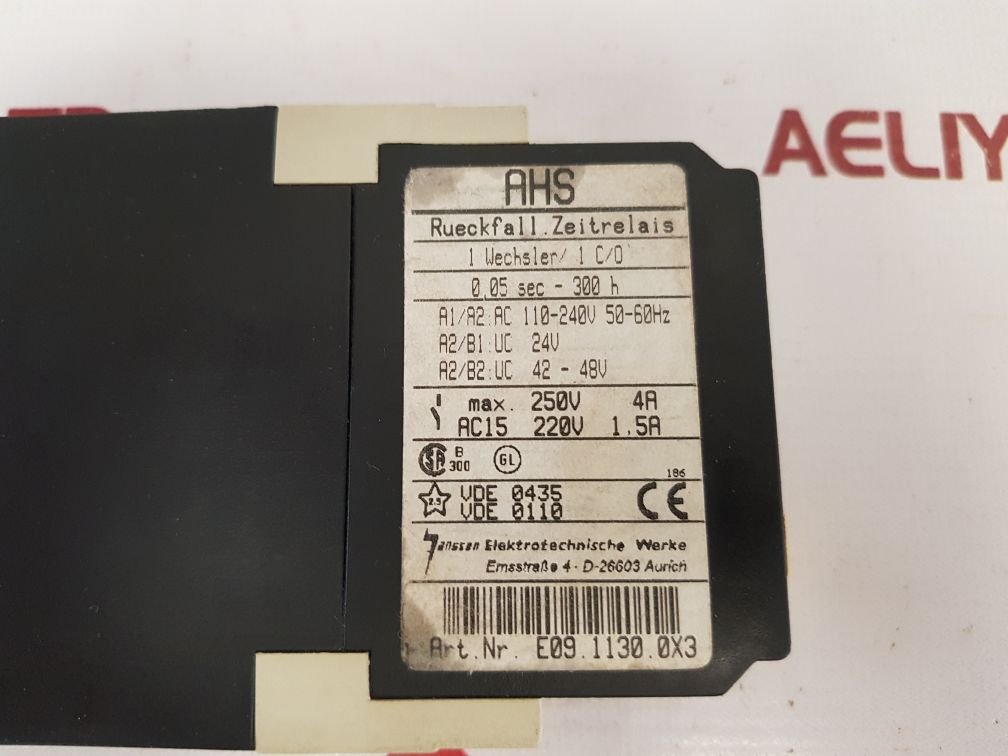 AELIY
AHS
Rueckfall.Zeitrelais
1 Wechsler/ 1 C/O
0,05 sec - 300 h
A1/A2:AC 110-240V 50-60Hz
A2/B1:UC 24V
A2/B2:UC 42 - 48V
max. 250V 4A
AC15 220V 1.5A
SA B 300 GL
186
VDE 0435
VDE 0110
CE
Janssen Elektrotechnische Werke
Emsstraße 4 - D-26603 Aurich
Art.Nr. E09.1130.0X3